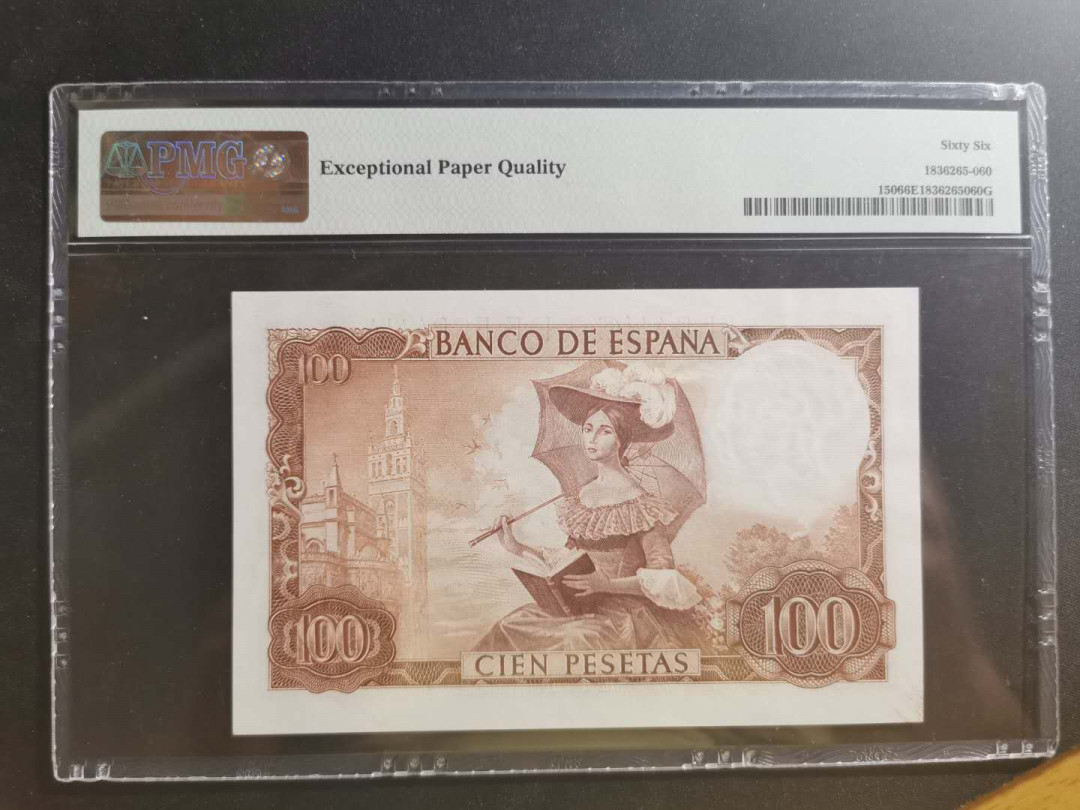 PMG
Exceptional Paper Quality
Sixty Six
1836265-060
15066E1836265060G
BANCO DE ESPAÑA
100
100
CIEN PESETAS
100